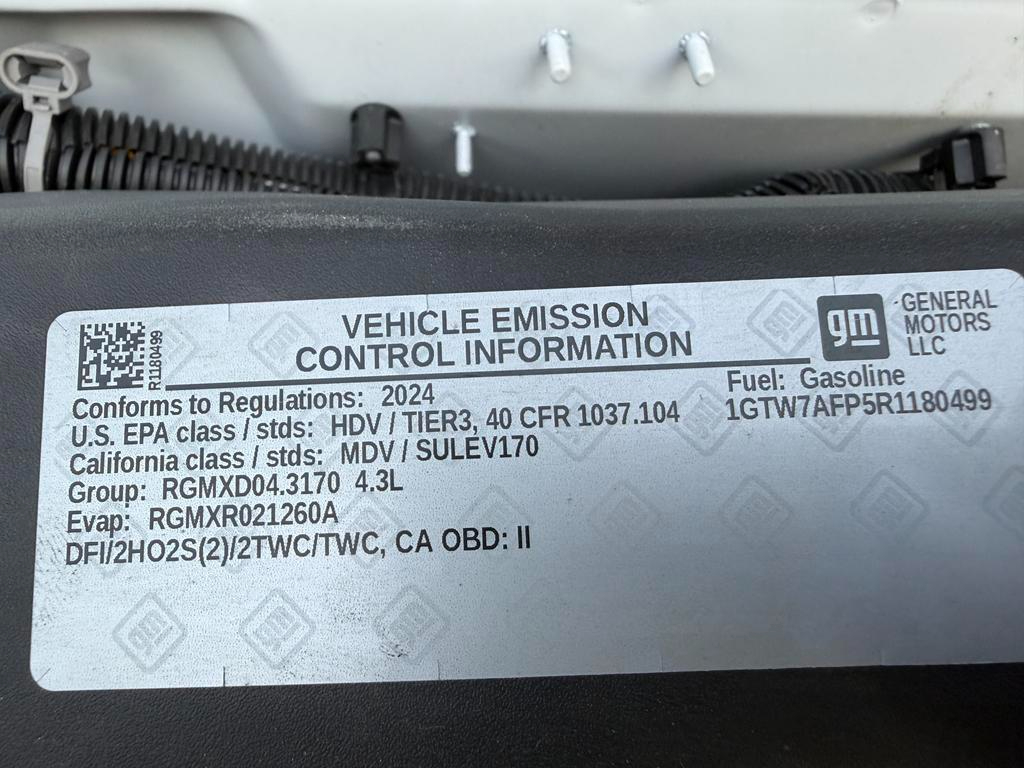 R1180499
VEHICLE EMISSION
CONTROL INFORMATION
gm
GENERAL
MOTORS
LLC
Conforms to Regulations: 2024
Fuel: Gasoline
U.S. EPA class / stds: HDV / TIER3, 40 CFR 1037.104
1GTW7AFP5R1180499
California class / stds: MDV / SULEV170
Group: RGMXD04.3170 4.3L
Evap: RGMXR021260A
DFI/2HO2S(2)/2TWC/TWC, CA OBD: II